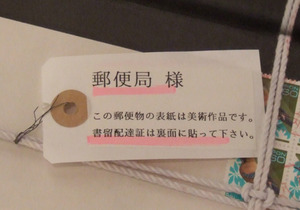 郵便局 様
この郵便物の表紙は美術作品です。
書留配達証は裏面に貼って下さい。